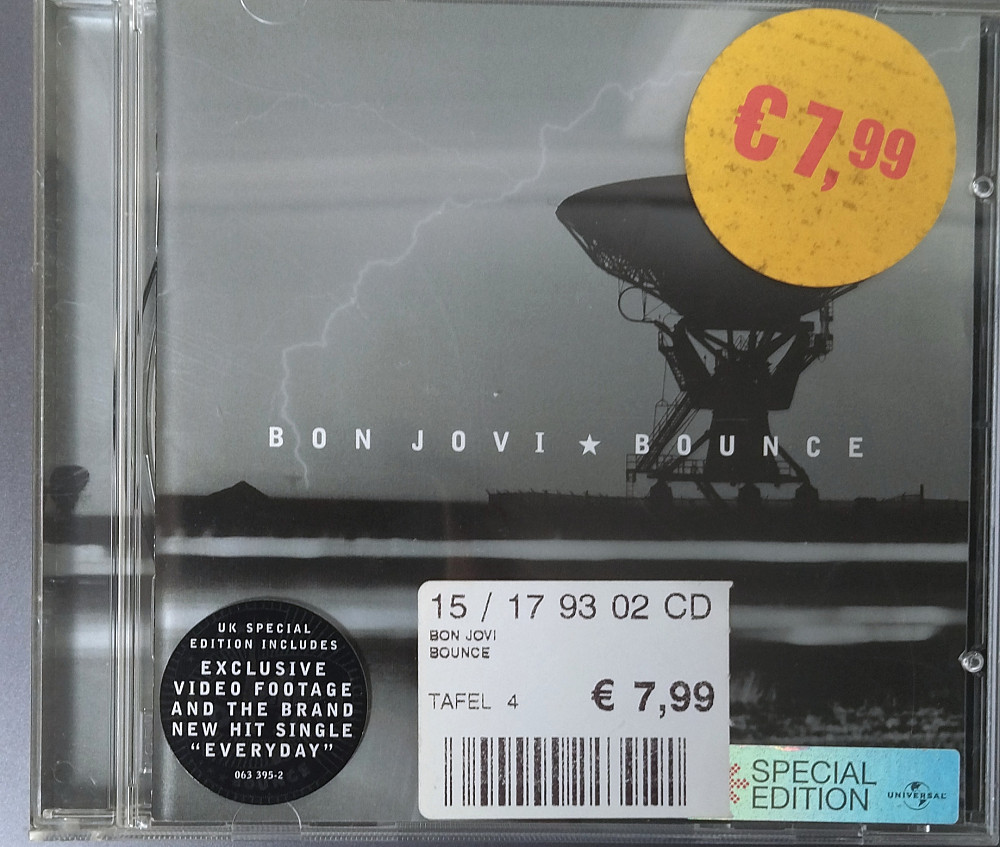 € 7,99
BON JOVI ★ BOUNCE
UK SPECIAL
EDITION INCLUDES
EXCLUSIVE
VIDEO FOOTAGE
AND THE BRAND
NEW HIT SINGLE
“EVERYDAY”
063 395-2
15 / 17 93 02 CD
BON JOVI
BOUNCE
TAFEL 4 € 7,99
SPECIAL
EDITION
UNIVERSAL